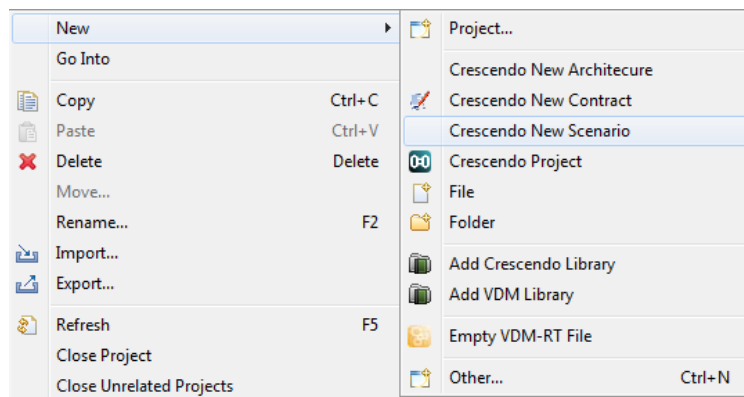 New
Go Into
Copy Ctrl+C
Paste Ctrl+V
Delete Delete
Move...
Rename... F2
Import...
Export...
Refresh F5
Close Project
Close Unrelated Projects
Project...
Crescendo New Architecure
Crescendo New Contract
Crescendo New Scenario
Crescendo Project
File
Folder
Add Crescendo Library
Add VDM Library
Empty VDM-RT File
Other... Ctrl+N